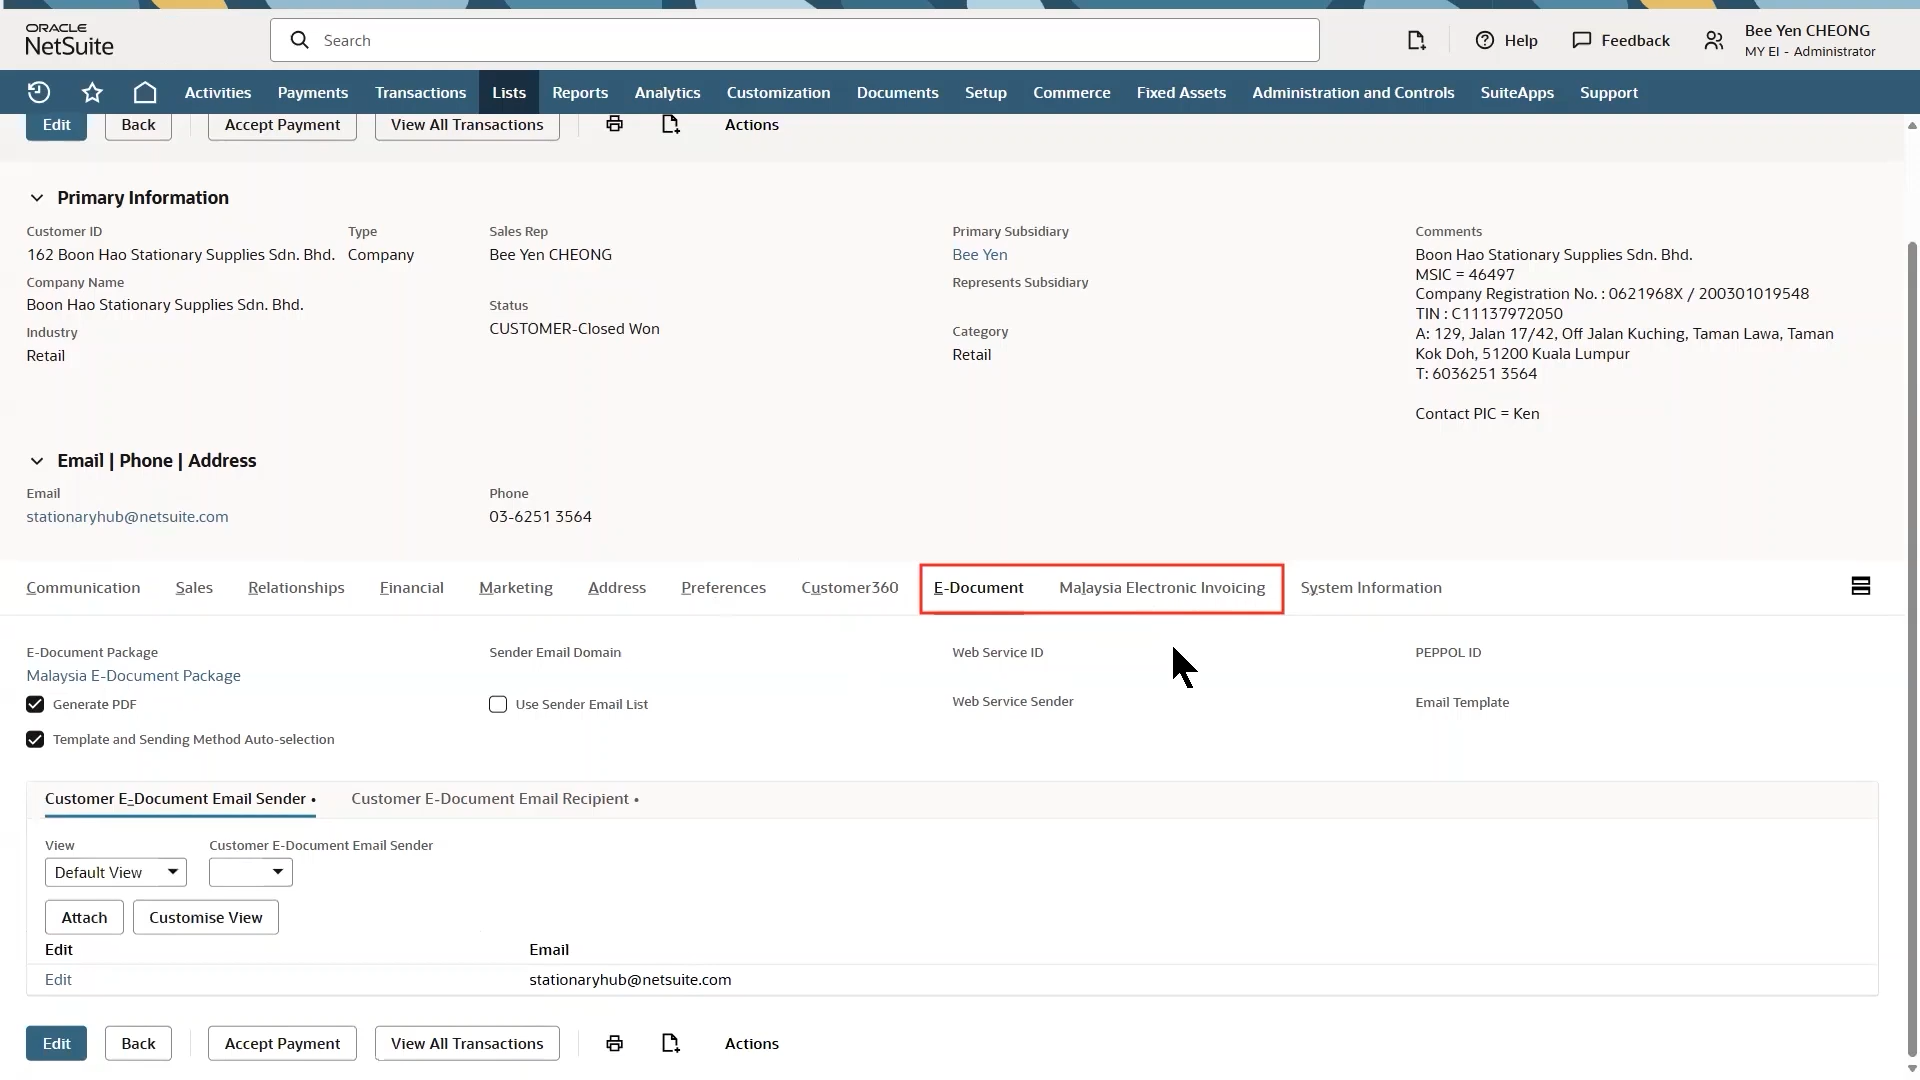 ORACLE
NetSuite
Search
Help
Feedback
Bee Yen CHEONG
MY EI - Administrator
Activities Payments Transactions Lists Reports Analytics Customization Documents Setup Commerce Fixed Assets Administration and Controls SuiteApps Support
Edit Back Accept Payment View All Transactions Actions
Primary Information
Customer ID
162 Boon Hao Stationary Supplies Sdn. Bhd.
Type
Company
Company Name
Boon Hao Stationary Supplies Sdn. Bhd.
Industry
Retail
Sales Rep
Bee Yen CHEONG
Status
CUSTOMER-Closed Won
Primary Subsidiary
Bee Yen
Represents Subsidiary
Category
Retail
Comments
Boon Hao Stationary Supplies Sdn. Bhd.
MSIC = 46497
Company Registration No. : 0621968X / 200301019548
TIN : C11137972050
A: 129, Jalan 17/42, Off Jalan Kuching, Taman Lawa, Taman
Kok Doh, 51200 Kuala Lumpur
T: 6036251 3564
Contact PIC = Ken
Email | Phone | Address
Email
stationaryhub@netsuite.com
Phone
03-6251 3564
Communication Sales Relationships Financial Marketing Address Preferences Customer360 E-Document Malaysia Electronic Invoicing System Information
E-Document Package
Malaysia E-Document Package
Generate PDF
Template and Sending Method Auto-selection
Sender Email Domain
Use Sender Email List
Web Service ID
Web Service Sender
PEPPOL ID
Email Template
Customer E-Document Email Sender • Customer E-Document Email Recipient •
View
Default View
Customer E-Document Email Sender
Attach Customise View
Edit Email
Edit stationaryhub@netsuite.com
Edit Back Accept Payment View All Transactions Actions